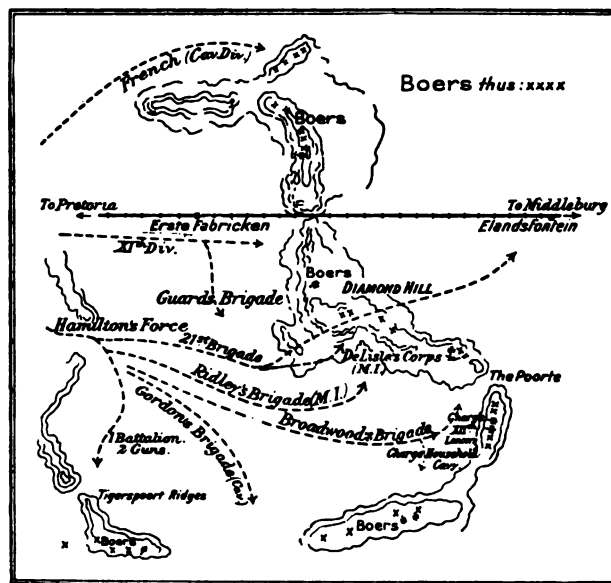 French (Cav. Div.)
Boers thus: xxxx
Boers
To Pretoria
To Middleburg
Erste Fabricken
Elandsfontein
XIth Div.
Boers
DIAMOND HILL
Guards Brigade
Hamilton's Force
21st Brigade
De Lisle's Corps
(M.I.)
Ridley's Brigade (M.I.)
The Poorte
Gordon's Brigade (Cav.)
Broadwood's Brigade
Charge
XII
Lancers
1 Battalion.
2 Guns.
Charge Household
Cavy.
Tigerspoort Ridges
Boers
Boers